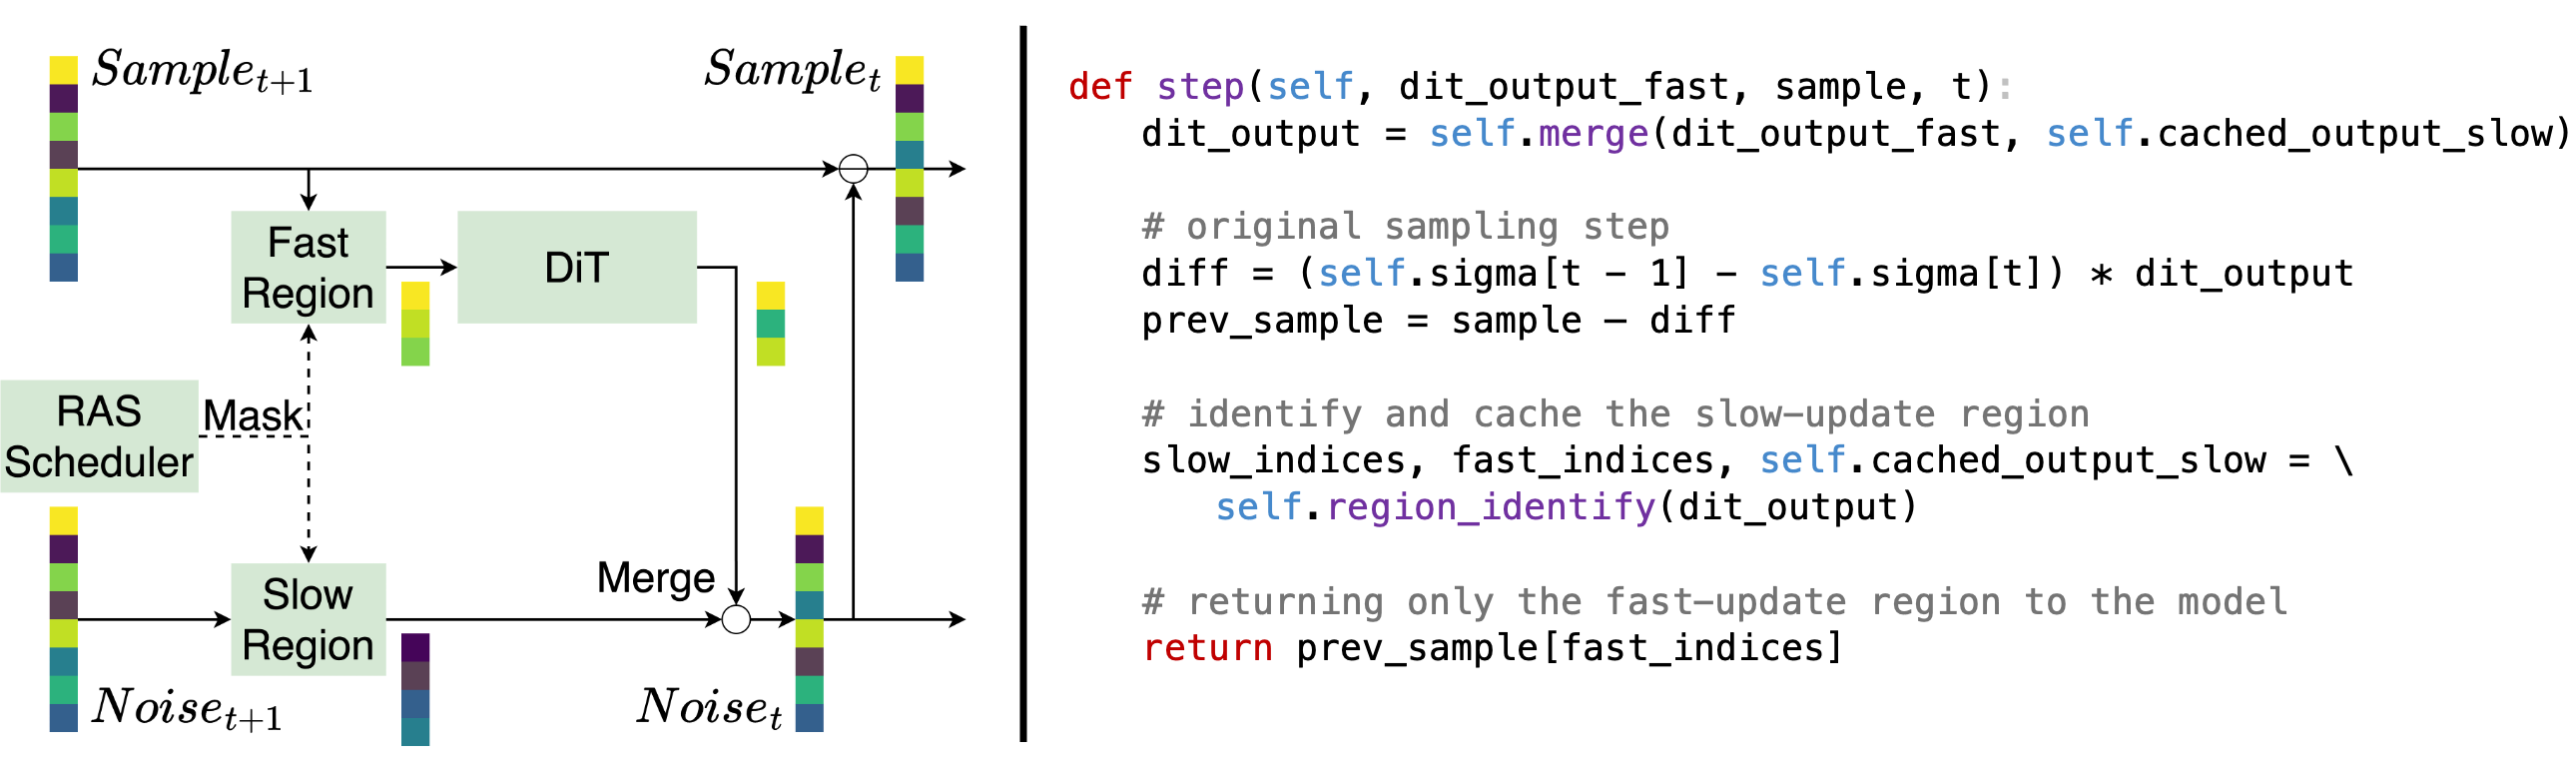 Sample_{t+1}
Sample_t
Fast
Region
DiT
RAS
Scheduler
Mask
Slow
Region
Merge
Noise_{t+1}
Noise_t
def step(self, dit_output_fast, sample, t):
    dit_output = self.merge(dit_output_fast, self.cached_output_slow)
    # original sampling step
    diff = (self.sigma[t - 1] - self.sigma[t]) * dit_output
    prev_sample = sample - diff
    # identify and cache the slow-update region
    slow_indices, fast_indices, self.cached_output_slow = \
        self.region_identify(dit_output)
    # returning only the fast-update region to the model
    return prev_sample[fast_indices]